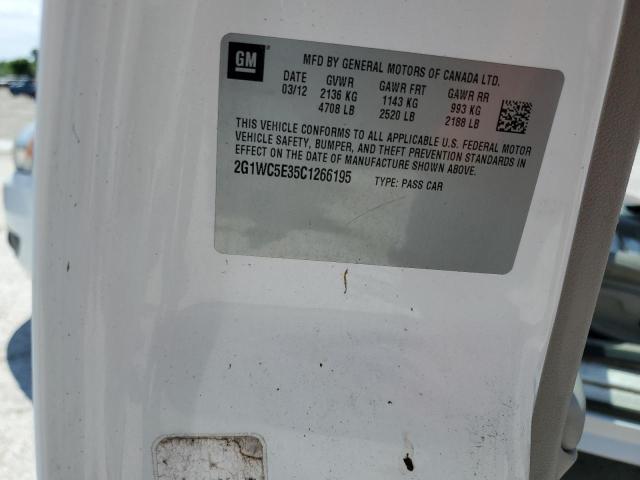 GM
MFD BY GENERAL MOTORS OF CANADA LTD.
DATE GVWR GAWR FRT GAWR RR
03/12 2136 KG 1143 KG 993 KG
4708 LB 2520 LB 2188 LB
THIS VEHICLE CONFORMS TO ALL APPLICABLE U.S. FEDERAL MOTOR
VEHICLE SAFETY, BUMPER, AND THEFT PREVENTION STANDARDS IN
EFFECT ON THE DATE OF MANUFACTURE SHOWN ABOVE.
2G1WC5E35C1266195 TYPE: PASS CAR